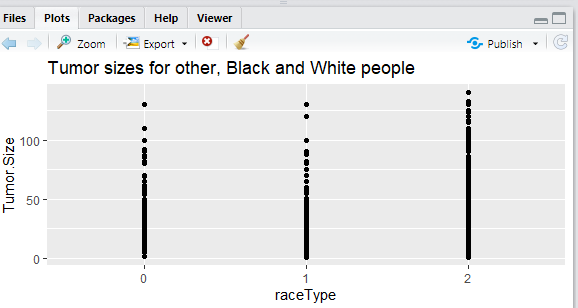 Files Plots Packages Help Viewer
Zoom Export Publish
Tumor sizes for other, Black and White people
Tumor.Size
100
50
0
0 1 2
raceType